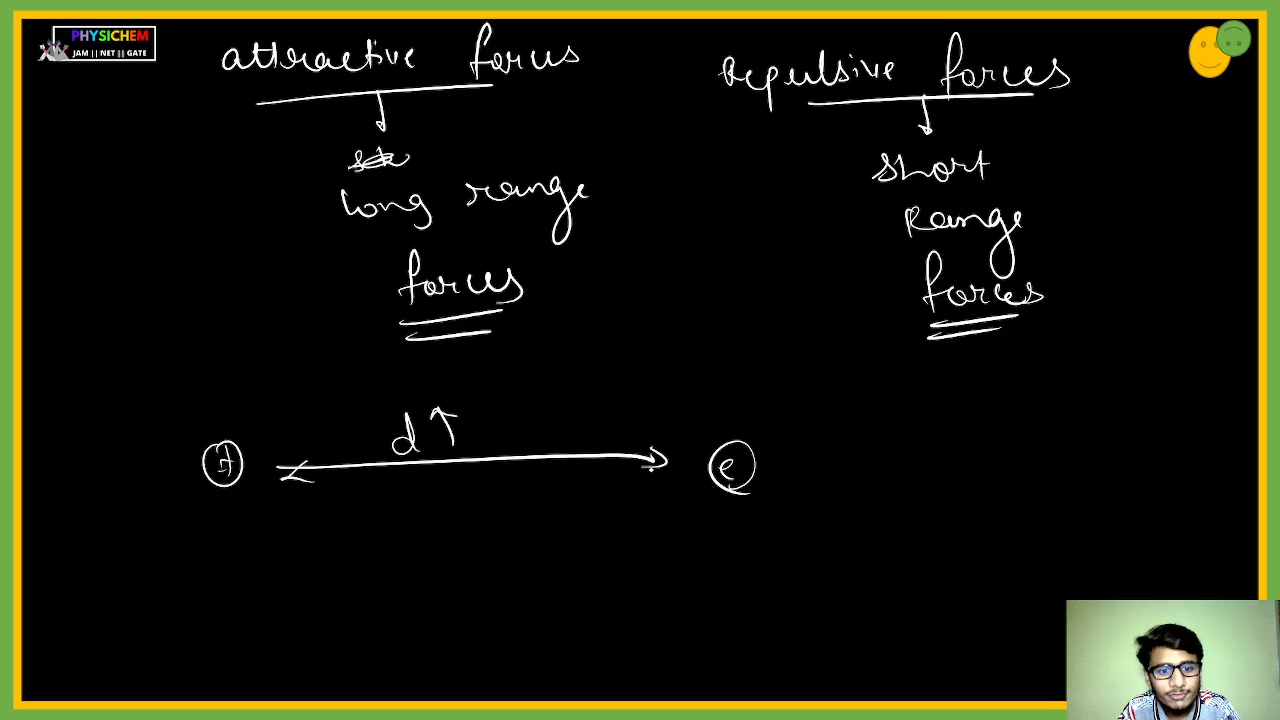 PHYSICHEM
JAM || NET || GATE
attractive forces
repulsive forces
long range
forces
short
Range
forces
d↑
e